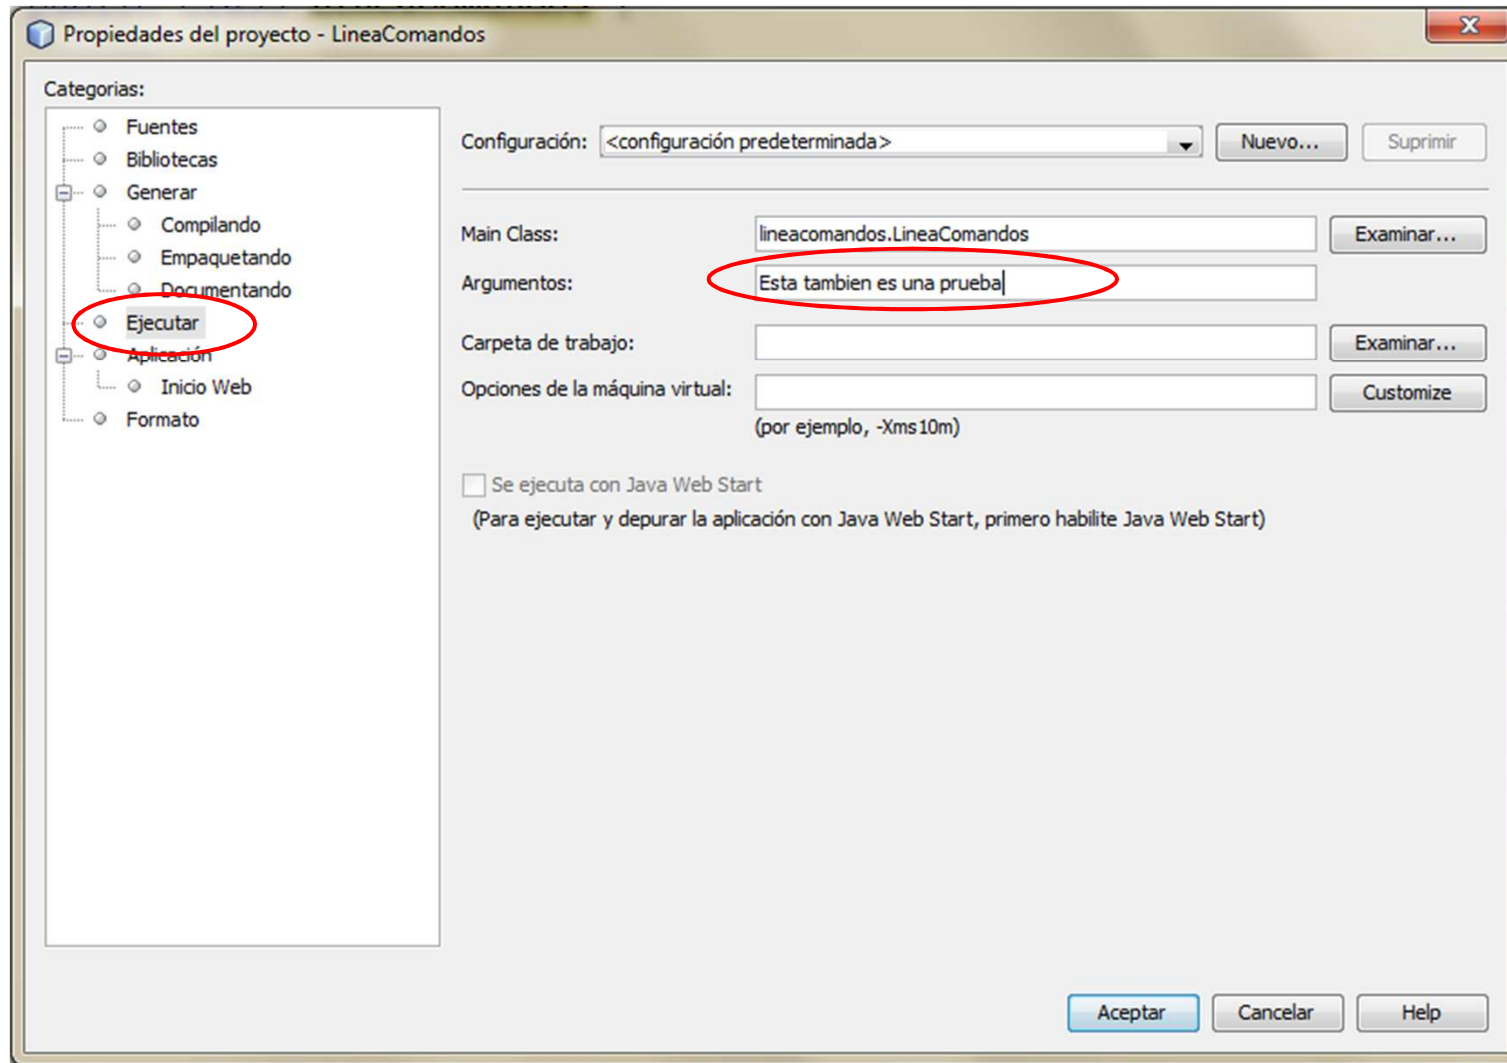 Propiedades del proyecto - LineaComandos
Categorias:
Fuentes
Bibliotecas
Generar
Compilando
Empaquetando
Documentando
Ejecutar
Aplicación
Inicio Web
Formato
Configuración: <configuración predeterminada> Nuevo... Suprimir
Main Class: lineacomandos.LineaComandos Examinar...
Argumentos: Esta tambien es una prueba
Carpeta de trabajo: Examinar...
Opciones de la máquina virtual: Customize
(por ejemplo, -Xms10m)
Se ejecuta con Java Web Start
(Para ejecutar y depurar la aplicación con Java Web Start, primero habilite Java Web Start)
Aceptar Cancelar Help